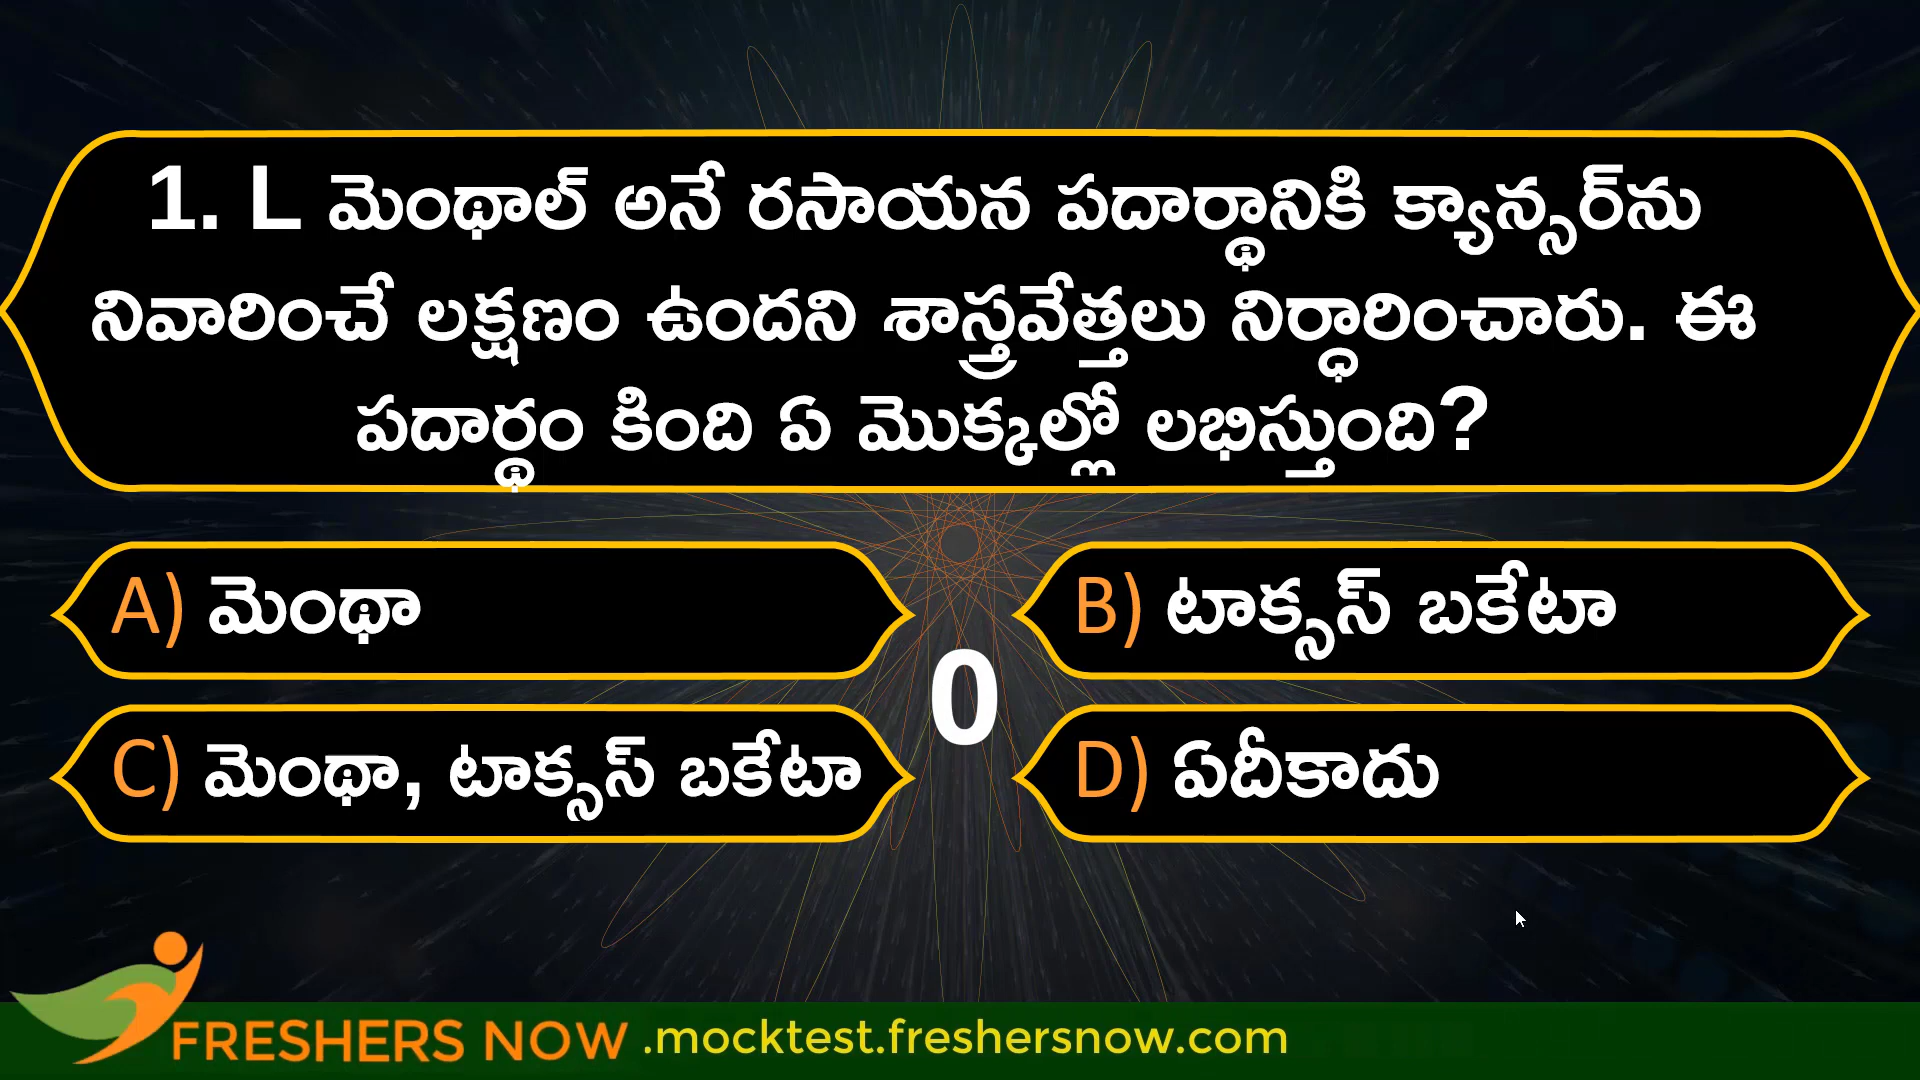 1. L మెంథాల్ అనే రసాయన పదార్థానికి క్యాన్సర్‌ను
నివారించే లక్షణం ఉందని శాస్త్రవేత్తలు నిర్ధారించారు. ఈ
పదార్థం కింది ఏ మొక్కల్లో లభిస్తుంది?
A) మెంథా
B) టాక్సస్ బకేటా
0
C) మెంథా, టాక్సస్ బకేటా
D) ఏదీకాదు
FRESHERS NOW .mocktest.freshersnow.com